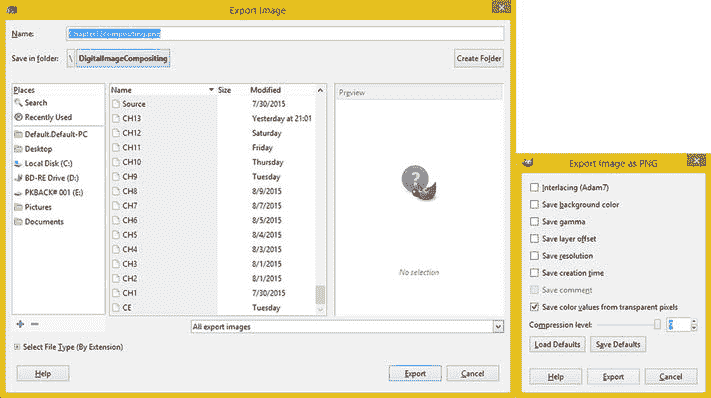 Export Image
Name:
Save in folder: \ DigitalImageCompositing Create Folder
Places
Search
Recently Used
Default.Default-PC
Desktop
Local Disk (C:)
BD-RE Drive (D:)
PKBACK# 001 (E:)
Pictures
Documents
Name Size Modified
Source 7/30/2015
CH13 Yesterday at 21:01
CH12 Saturday
CH11 Friday
CH10 Thursday
CH9 Tuesday
CH8 8/9/2015
CH7 8/7/2015
CH6 8/5/2015
CH5 8/4/2015
CH4 8/3/2015
CH3 8/1/2015
CH2 8/1/2015
CH1 7/30/2015
CE Tuesday
Preview
?
No selection
All export images
Select File Type (By Extension)
Help Export Cancel
Export Image as PNG
Interlacing (Adam7)
Save background color
Save gamma
Save layer offset
Save resolution
Save creation time
Save comment
Save color values from transparent pixels
Compression level:
Load Defaults Save Defaults
Help Export Cancel